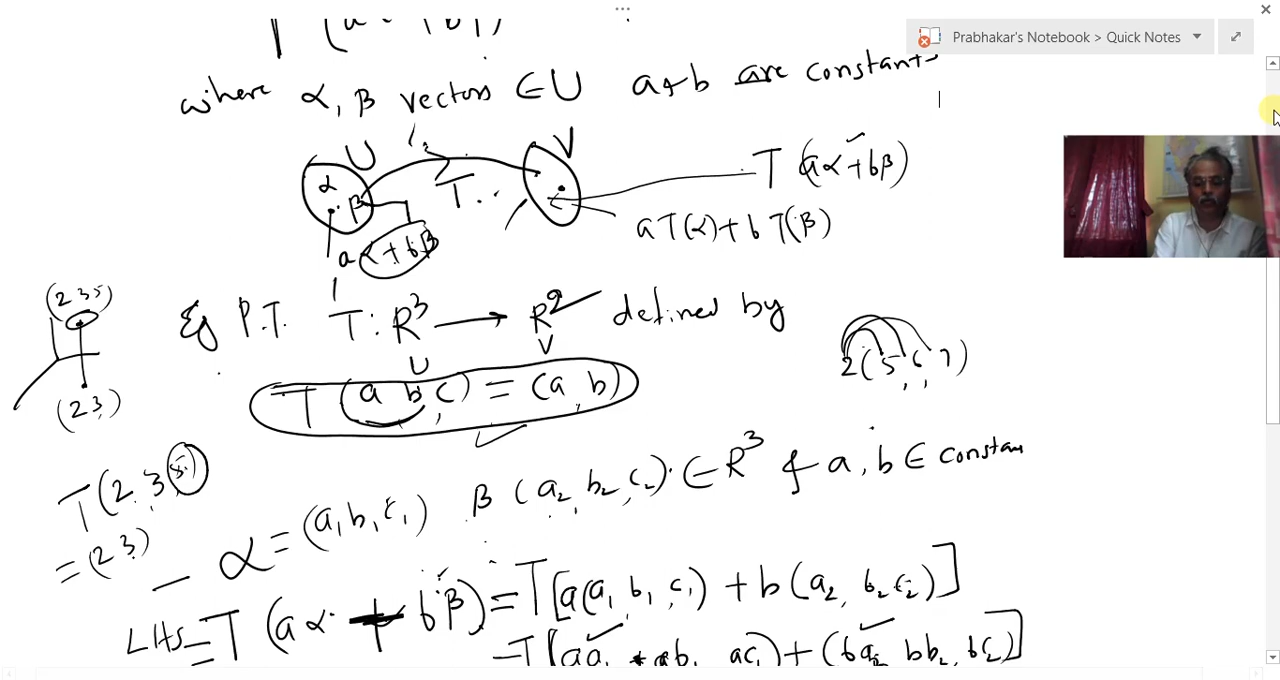 Prabhakar's Notebook > Quick Notes
where α, β vectors ∈ U a & b are constants
U V
α β T: T (aα + bβ)
aα + bβ aT(α) + b T(β)
(2 3 5) Eg P.T. T: R³ → R² defined by
U V 2(5, 6, 7)
(2 3,) T (a b, c) = (a, b)
T(2, 3, 5)
= (2 3)
α = (a₁ b₁ c₁) β (a₂, b₂, c₂) ∈ R³ & a, b ∈ constan
LHS = T (aα + bβ) = T[a(a₁ b₁, c₁) + b(a₂, b₂ c₂)]
= T[aa₁ + ab₁ ac₁) + (ba₂ bb₂, bc₂)]